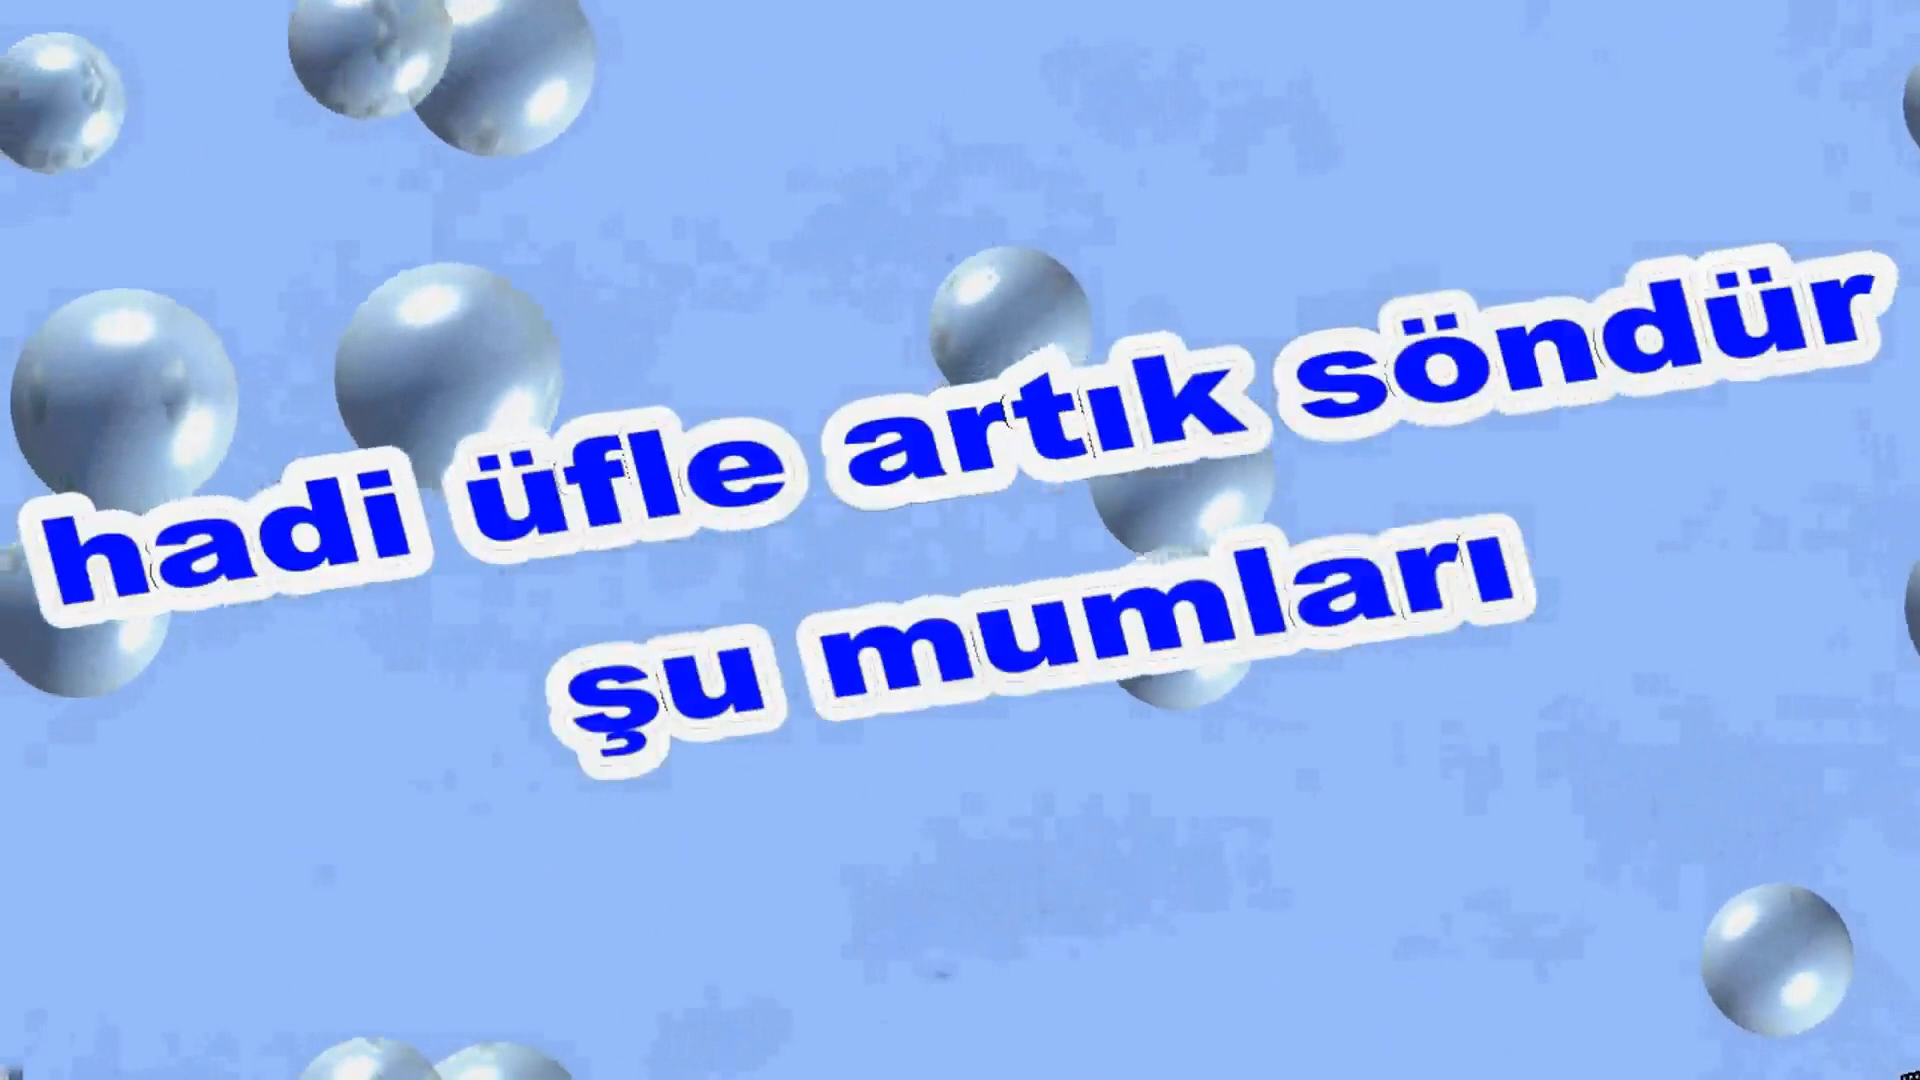 hadi üfle artık söndür
şu mumları